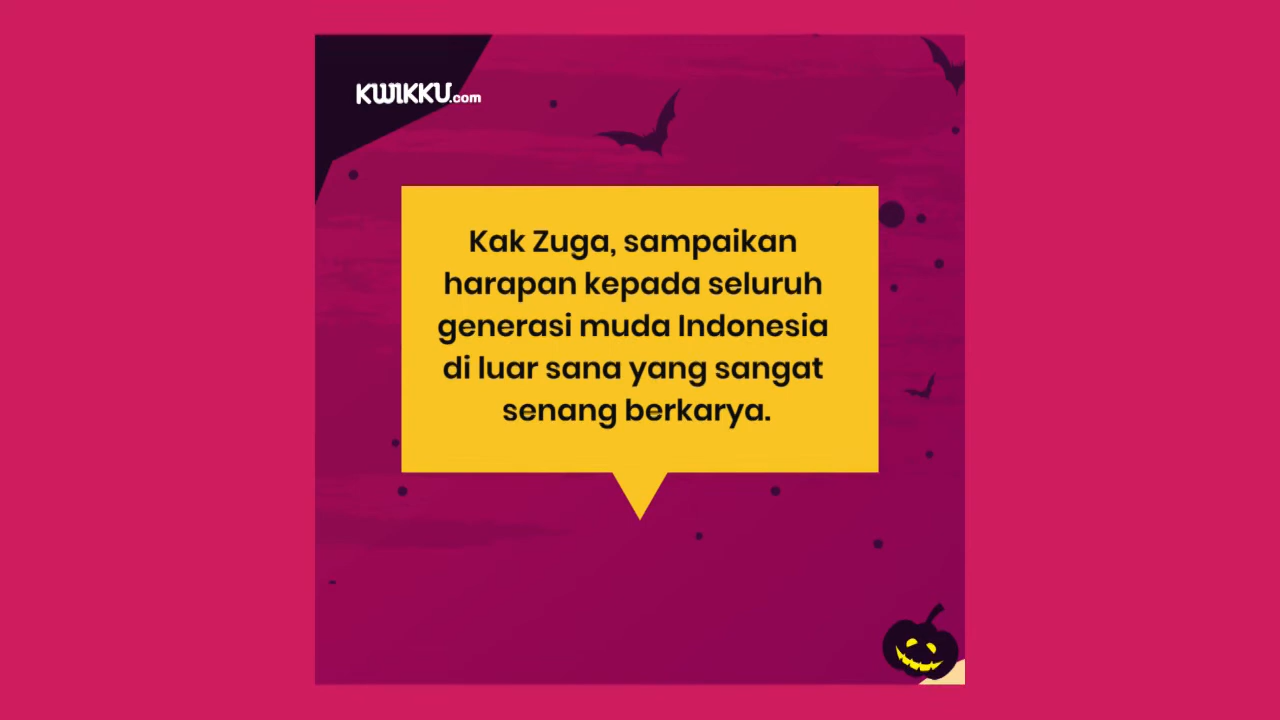 KWIKKU.com
Kak Zuga, sampaikan
harapan kepada seluruh
generasi muda Indonesia
di luar sana yang sangat
senang berkarya.